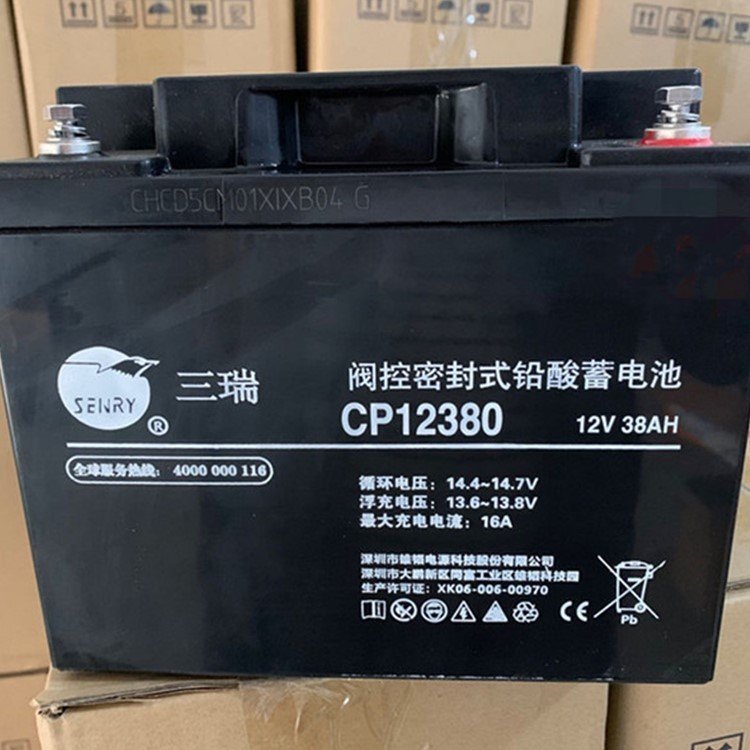 CHCD5CM01XIXB04 G
SENRY
®
三瑞
全球服务热线： 4000 000 116
阀控密封式铅酸蓄电池
CP12380 12V 38AH
循环电压：14.4~14.7V
浮充电压：13.6~13.8V
最大充电电流：16A
深圳市雄韬电源科技股份有限公司
深圳市大鹏新区同富工业区雄韬科技园
生产许可证：XK06-006-00970
CE
Pb